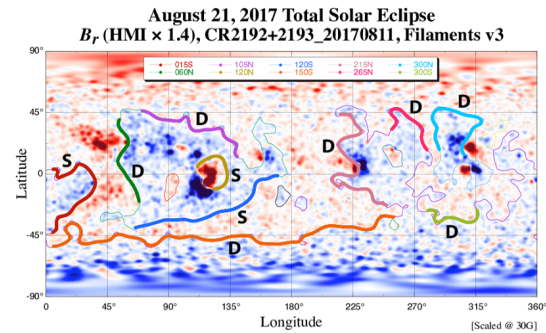 August 21, 2017 Total Solar Eclipse
Br (HMI × 1.4), CR2192+2193_20170811, Filaments v3
015S 105N 120S 215N 300N
060N 120N 150S 265N 300S
90°
45°
0
-45°
-90°
Latitude
D
D
D
D
S
D
S
S
D
D
0 45° 90° 135° 180° 225° 270° 315° 360°
Longitude
[Scaled @ 30G]